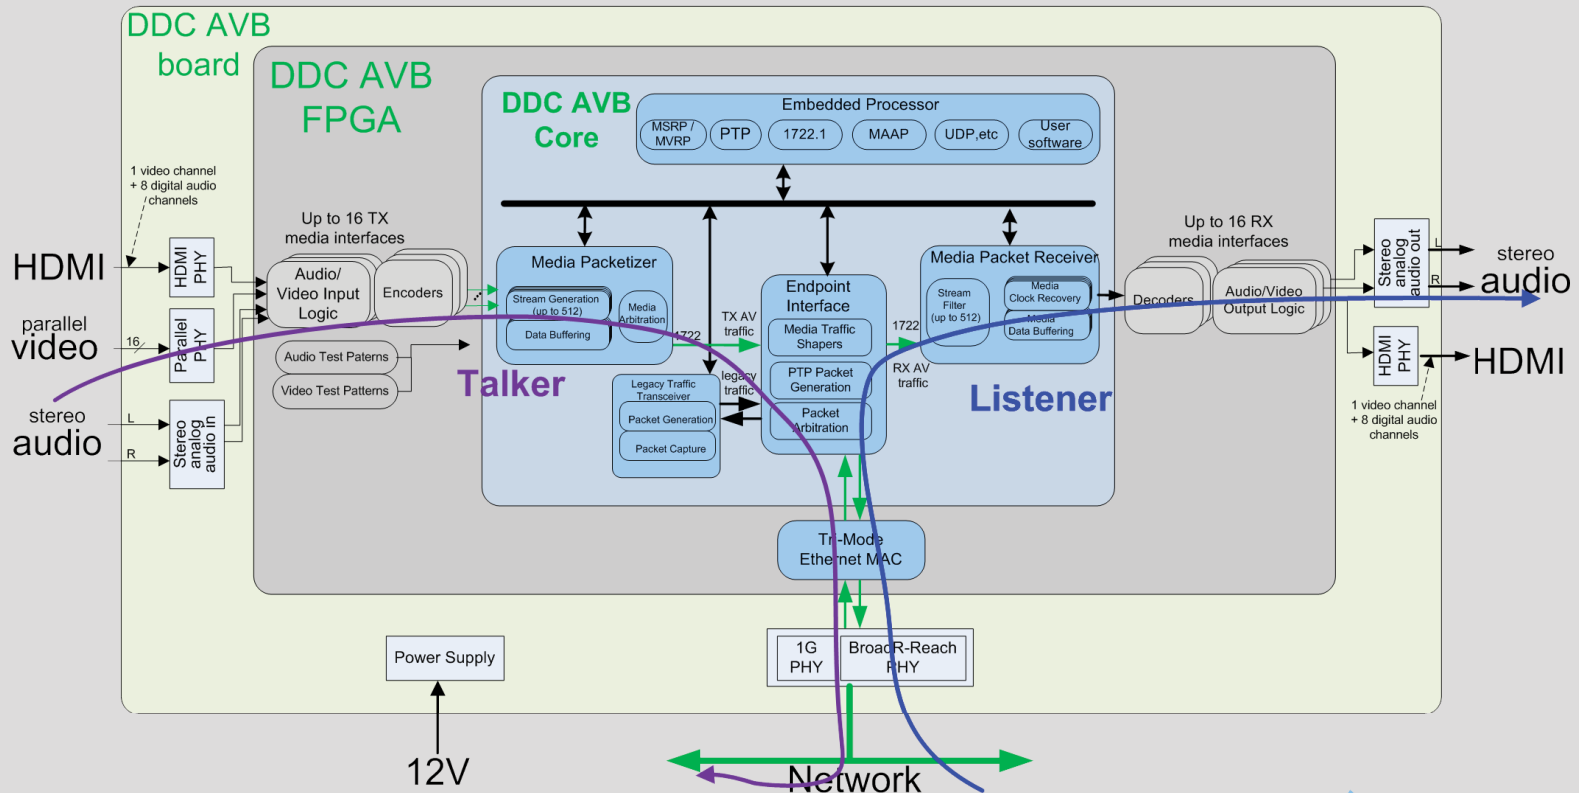 DDC AVB
board
DDC AVB
FPGA
DDC AVB
Core
Embedded Processor
MSRP /
MVRP
PTP
1722.1
MAAP
UDP,etc
User
software
1 video channel
+ 8 digital audio
channels
HDMI
HDMI
PHY
parallel
video
16
Parallel
PHY
stereo
audio
L
R
Stereo
analog
audio in
Up to 16 TX
media interfaces
Audio/
Video Input
Logic
Encoders
Audio Test Paterns
Video Test Patterns
Media Packetizer
Stream Generation
(up to 512)
Data Buffering
Media
Arbitration
Talker
1722
TX AV
traffic
legacy
traffic
Legacy Traffic
Transceiver
Packet Generation
Packet Capture
Endpoint
Interface
Media Traffic
Shapers
PTP Packet
Generation
Packet
Arbitration
1722
RX AV
traffic
Media Packet Receiver
Stream
Filter
(up to 512)
Media
Clock Recovery
Media
Data Buffering
Listener
Up to 16 RX
media interfaces
Decoders
Audio/Video
Output Logic
Stereo
analog
audio out
L
R
stereo
audio
HDMI
PHY
HDMI
1 video channel
+ 8 digital audio
channels
Tri-Mode
Ethernet MAC
1G
PHY
BroadR-Reach
PHY
Power Supply
12V
Network